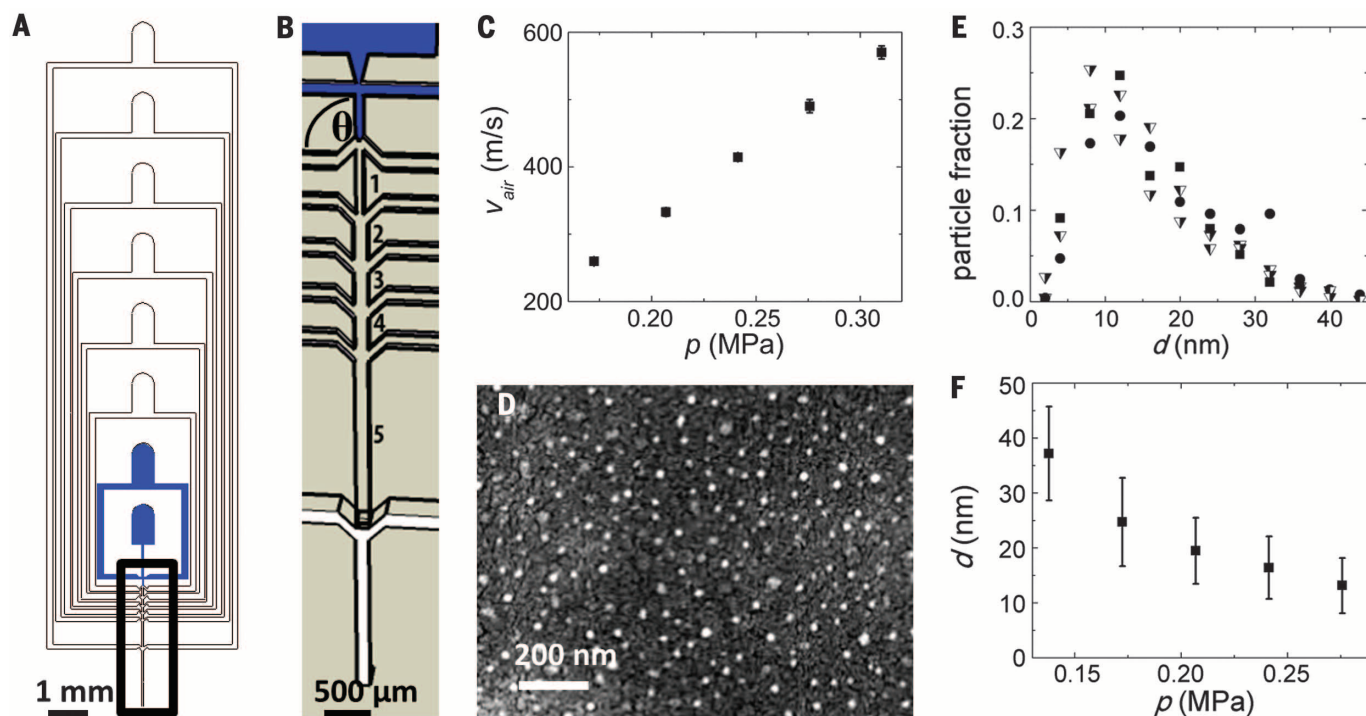 A
1 mm
B
θ
1
2
3
4
5
500 μm
C
600
400
200
v_air (m/s)
0.20 0.25 0.30
p (MPa)
D
200 nm
E
0.3
0.2
0.1
0.0
particle fraction
0 10 20 30 40
d (nm)
F
50
40
30
20
10
0
d (nm)
0.15 0.20 0.25
p (MPa)